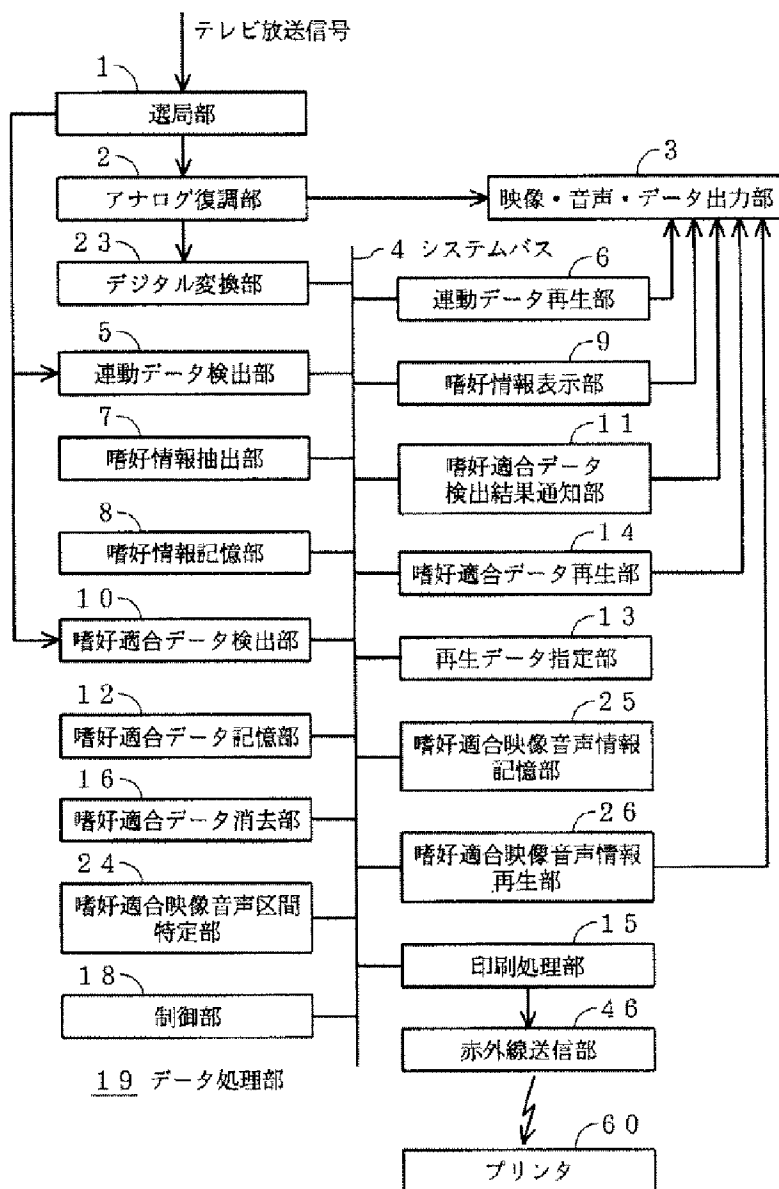 テレビ放送信号
1
選局部
2
アナログ復調部
3
映像・音声・データ出力部
23
デジタル変換部
4 システムバス
6
連動データ再生部
5
連動データ検出部
9
嗜好情報表示部
7
嗜好情報抽出部
11
嗜好適合データ
検出結果通知部
8
嗜好情報記憶部
14
嗜好適合データ再生部
10
嗜好適合データ検出部
13
再生データ指定部
12
嗜好適合データ記憶部
25
嗜好適合映像音声情報
記憶部
16
嗜好適合データ消去部
26
嗜好適合映像音声情報
再生部
24
嗜好適合映像音声区間
特定部
15
印刷処理部
18
制御部
46
赤外線送信部
19 データ処理部
60
プリンタ